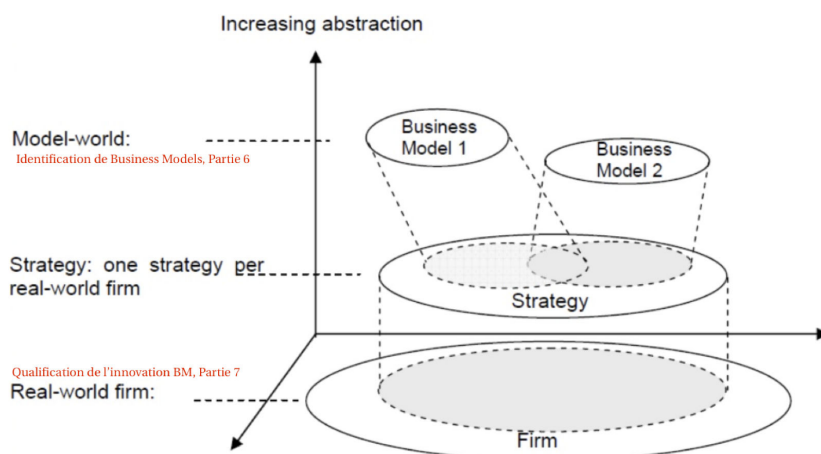 Increasing abstraction
Model-world:
Identification de Business Models, Partie 6
Business
Model 1
Business
Model 2
Strategy: one strategy per
real-world firm
Strategy
Qualification de l'innovation BM, Partie 7
Real-world firm:
Firm